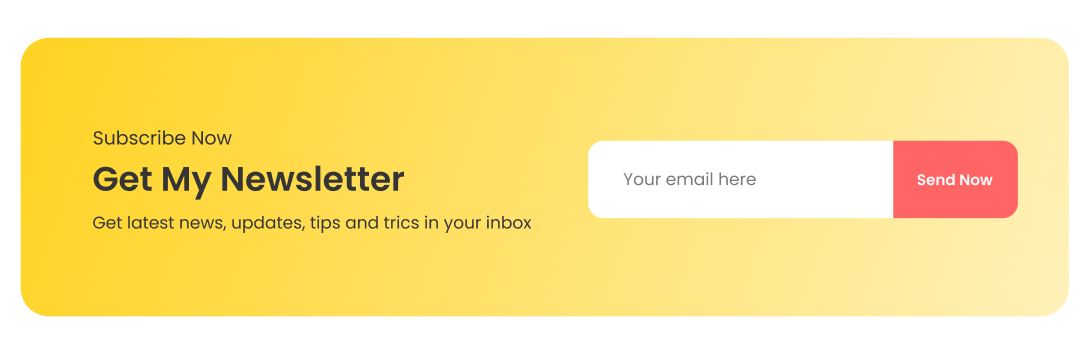 Subscribe Now
Get My Newsletter
Get latest news, updates, tips and trics in your inbox
Your email here
Send Now